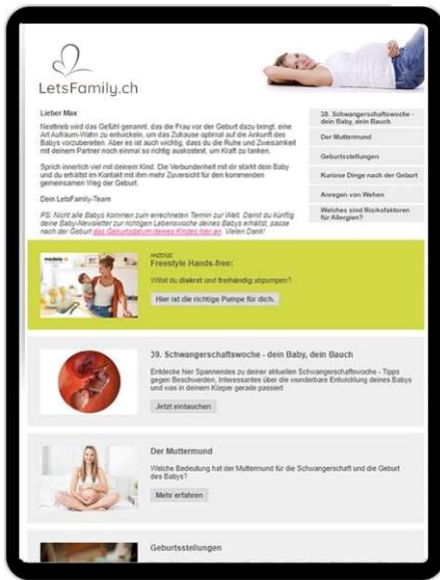 LetsFamily.ch
Lieber Max
Nesttrieb wird das Gefühl genannt, das die Frau vor der Geburt dazu bringt, eine
Art Aufräum-Wahn zu entwickeln, um das Zuhause optimal auf die Ankunft des
Babys vorzubereiten. Aber es ist auch wichtig, dass du die Ruhe und Zweisamkeit
mit deinem Partner noch einmal so richtig auskostest, um Kraft zu tanken.
Sprich innerlich viel mit deinem Kind. Die Verbundenheit mit dir stärkt dein Baby
und du erhältst im Kontakt mit ihm mehr Zuversicht für den kommenden
gemeinsamen Weg der Geburt.
Dein LetsFamily-Team
PS: Nicht alle Babys kommen zum errechneten Termin zur Welt. Damit du künftig
deine Baby-Newsletter zur richtigen Lebenswoche deines Babys erhältst, passe
nach der Geburt das Geburtsdatum deines Kindes hier an. Vielen Dank!
39. Schwangerschaftswoche -
dein Baby, dein Bauch
Der Muttermund
Geburtsstellungen
Kuriose Dinge nach der Geburt
Anregen von Wehen
Welches sind Risikofaktoren
für Allergien?
medela
ANZEIGE
Freestyle Hands-free:
Willst du diskret und freihändig abpumpen?
Hier ist die richtige Pumpe für dich.
39. Schwangerschaftswoche - dein Baby, dein Bauch
Entdecke hier Spannendes zu deiner aktuellen Schwangerschaftswoche - Tipps
gegen Beschwerden, Interessantes über die wunderbare Entwicklung deines Babys
und was in deinem Körper gerade passiert.
Jetzt eintauchen
Der Muttermund
Welche Bedeutung hat der Muttermund für die Schwangerschaft und die Geburt
des Babys?
Mehr erfahren
Geburtsstellungen